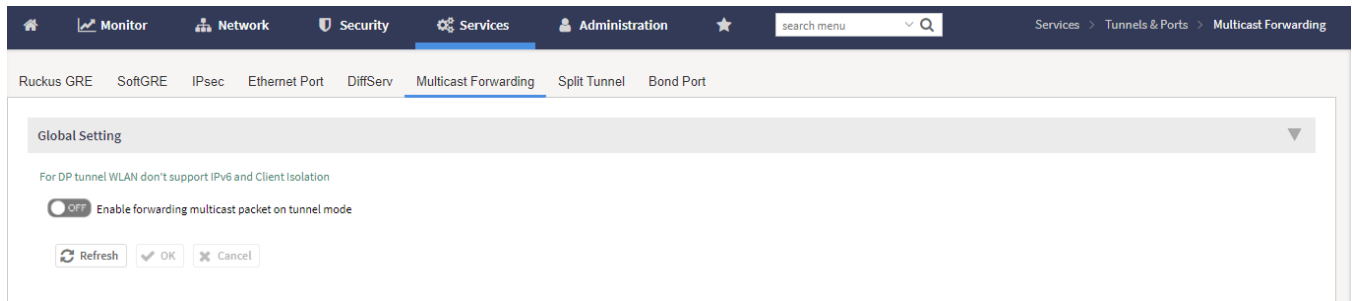 Monitor Network Security Services Administration search menu Services > Tunnels & Ports > Multicast Forwarding
Ruckus GRE SoftGRE IPsec Ethernet Port DiffServ Multicast Forwarding Split Tunnel Bond Port
Global Setting
For DP tunnel WLAN don't support IPv6 and Client Isolation
OFF Enable forwarding multicast packet on tunnel mode
Refresh OK Cancel